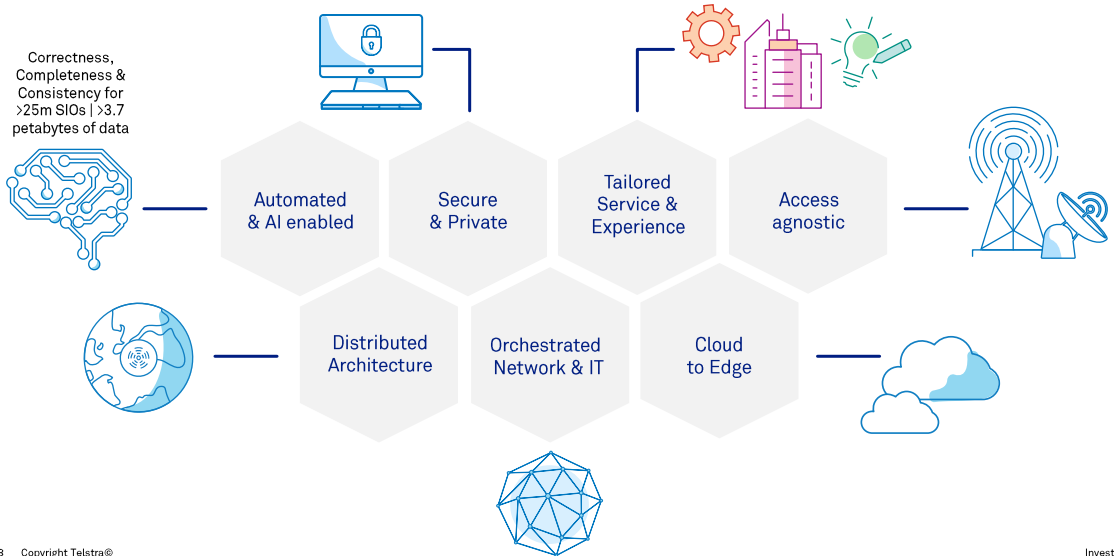 Correctness,
Completeness &
Consistency for
>25m SIOs | >3.7
petabytes of data
Automated
& AI enabled
Secure
& Private
Tailored
Service &
Experience
Access
agnostic
Distributed
Architecture
Orchestrated
Network & IT
Cloud
to Edge
Copyright Telstra©
Invest